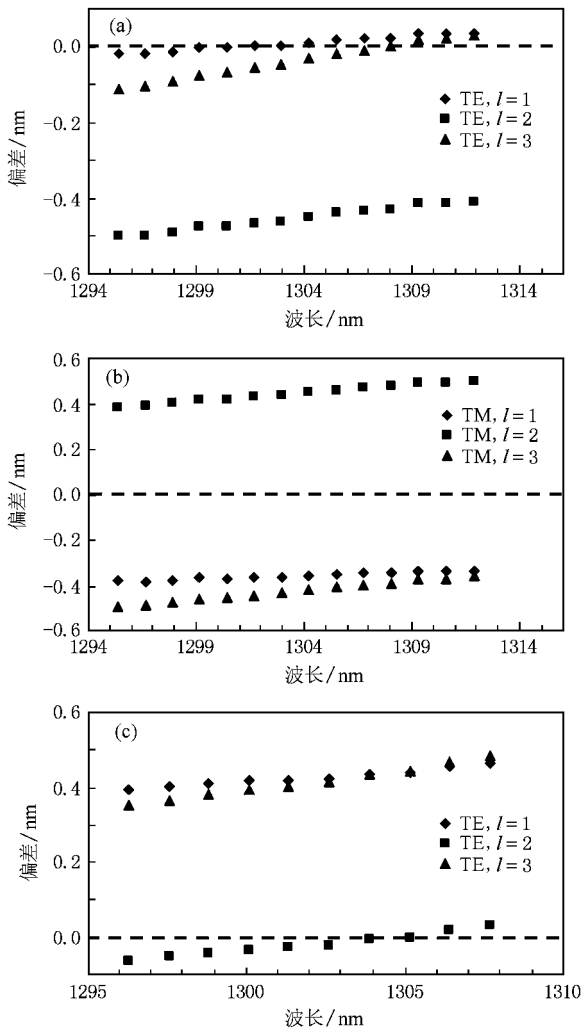 (a)
0.0
−0.2
−0.4
−0.6
偏差/nm
TE, l=1
TE, l=2
TE, l=3
1294 1299 1304 1309 1314
波长/nm
(b)
0.6
0.4
0.2
0.0
−0.2
−0.4
−0.6
偏差/nm
TM, l=1
TM, l=2
TM, l=3
1294 1299 1304 1309 1314
波长/nm
(c)
0.6
0.4
0.2
0.0
偏差/nm
TE, l=1
TE, l=2
TE, l=3
1295 1300 1305 1310
波长/nm